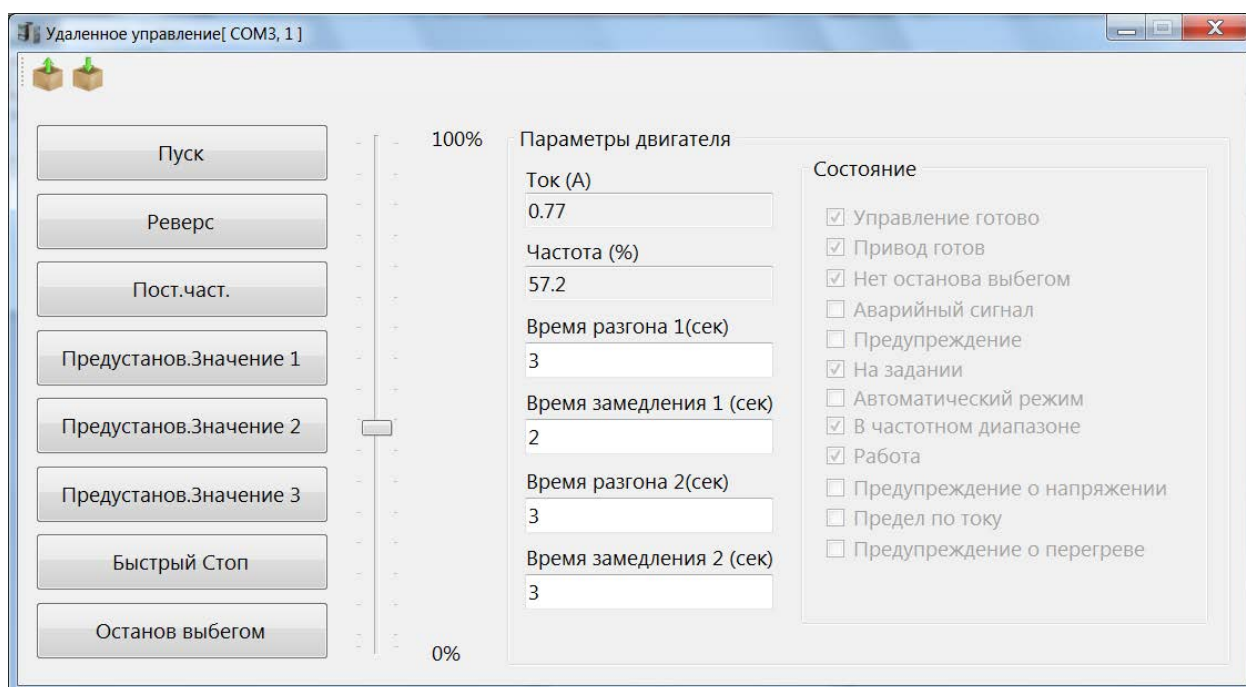 Удаленное управление[ COM3, 1 ]
Пуск
Реверс
Пост.част.
Предустанов.Значение 1
Предустанов.Значение 2
Предустанов.Значение 3
Быстрый Стоп
Останов выбегом
100%
0%
Параметры двигателя
Ток (А)
0.77
Частота (%)
57.2
Время разгона 1(сек)
3
Время замедления 1 (сек)
2
Время разгона 2(сек)
3
Время замедления 2 (сек)
3
Состояние
Управление готово
Привод готов
Нет останова выбегом
Аварийный сигнал
Предупреждение
На задании
Автоматический режим
В частотном диапазоне
Работа
Предупреждение о напряжении
Предел по току
Предупреждение о перегреве